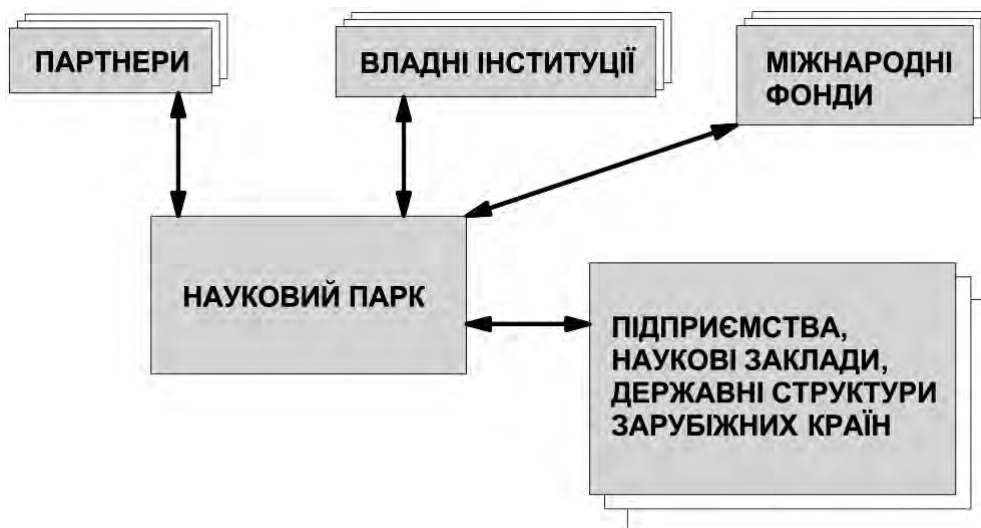 ПАРТНЕРИ
ВЛАДНІ ІНСТИТУЦІЇ
МІЖНАРОДНІ
ФОНДИ
НАУКОВИЙ ПАРК
ПІДПРИЄМСТВА,
НАУКОВІ ЗАКЛАДИ,
ДЕРЖАВНІ СТРУКТУРИ
ЗАРУБІЖНИХ КРАЇН